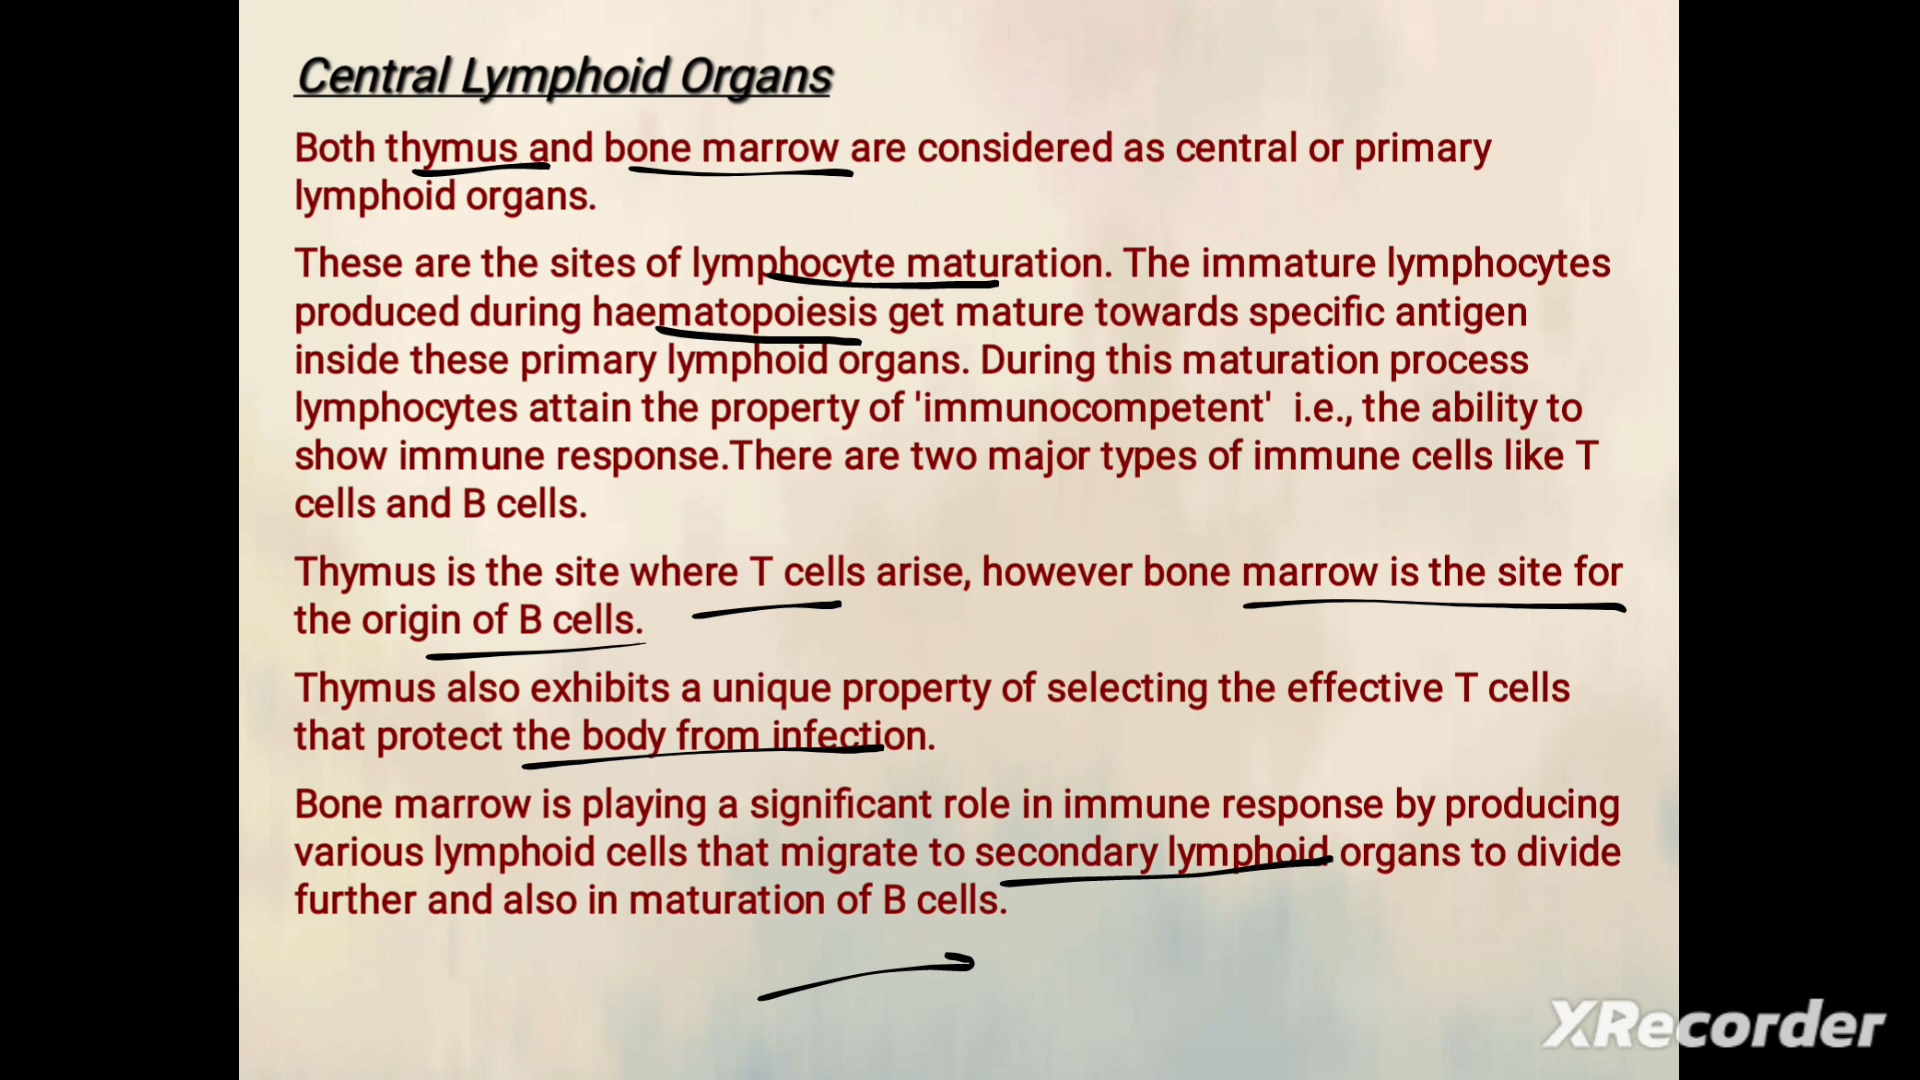 Central Lymphoid Organs
Both thymus and bone marrow are considered as central or primary
lymphoid organs.
These are the sites of lymphocyte maturation. The immature lymphocytes
produced during haematopoiesis get mature towards specific antigen
inside these primary lymphoid organs. During this maturation process
lymphocytes attain the property of 'immunocompetent'  i.e., the ability to
show immune response.There are two major types of immune cells like T
cells and B cells.
Thymus is the site where T cells arise, however bone marrow is the site for
the origin of B cells.
Thymus also exhibits a unique property of selecting the effective T cells
that protect the body from infection.
Bone marrow is playing a significant role in immune response by producing
various lymphoid cells that migrate to secondary lymphoid organs to divide
further and also in maturation of B cells.
XRecorder